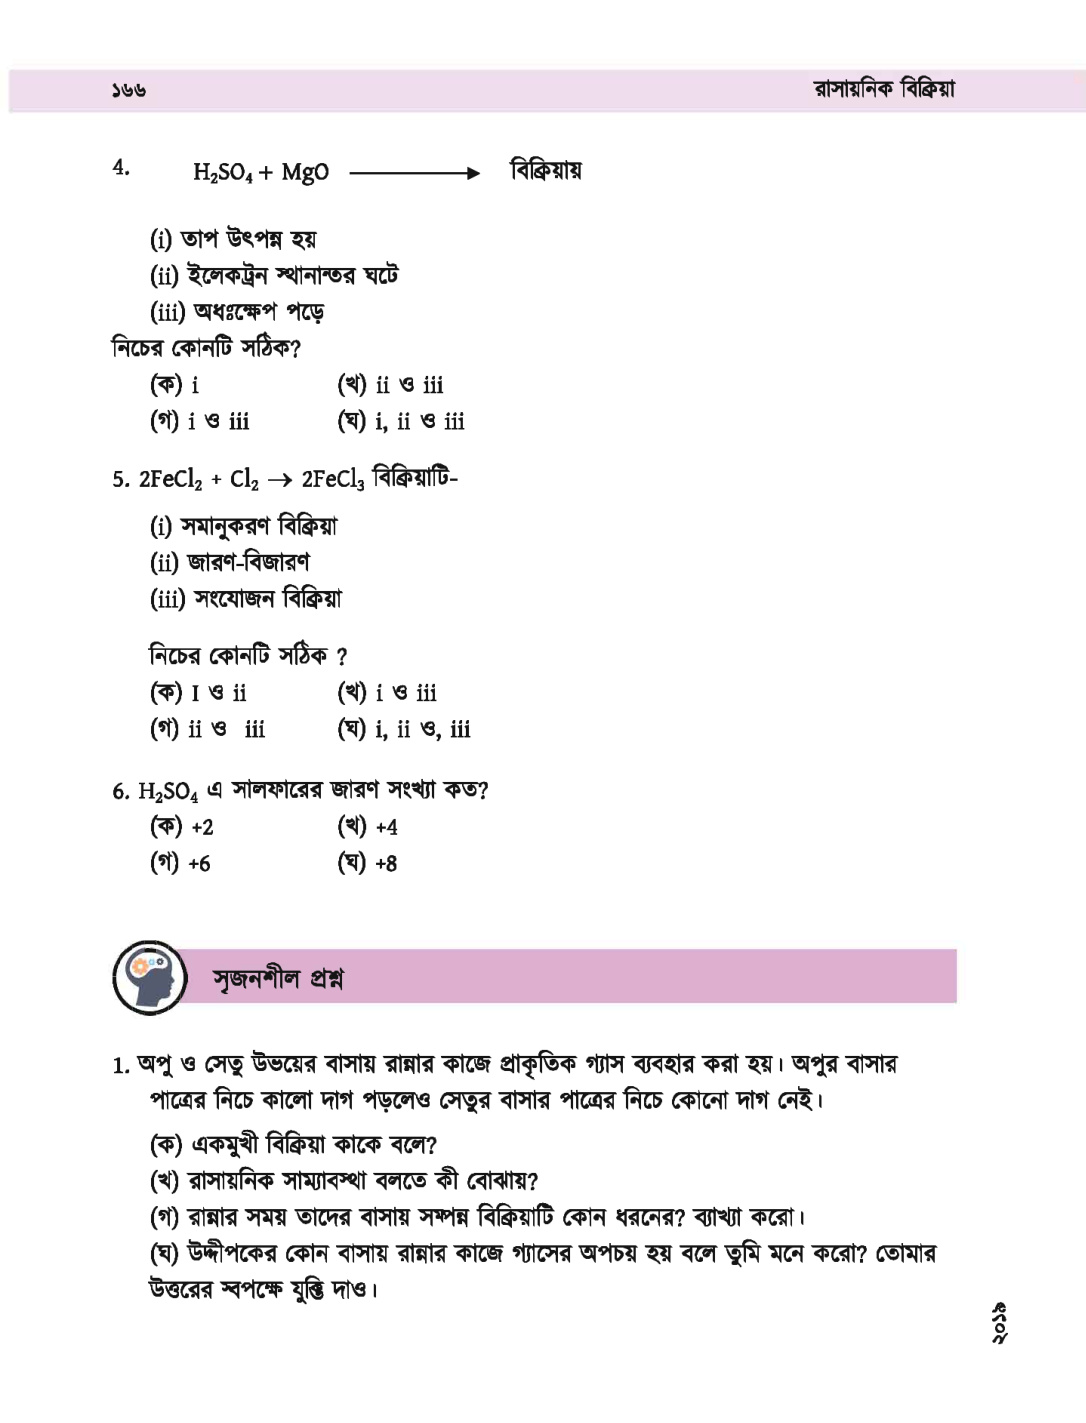 ১৬৬ রাসায়নিক বিক্রিয়া
4. H₂SO₄ + MgO ⟶ বিক্রিয়ায়
(i) তাপ উৎপন্ন হয়
(ii) ইলেকট্রন স্থানান্তর ঘটে
(iii) অধঃক্ষেপ পড়ে
নিচের কোনটি সঠিক?
(ক) i (খ) ii ও iii
(গ) i ও iii (ঘ) i, ii ও iii
5. 2FeCl₂ + Cl₂ → 2FeCl₃ বিক্রিয়াটি-
(i) সমানুকরণ বিক্রিয়া
(ii) জারণ-বিজারণ
(iii) সংযোজন বিক্রিয়া
নিচের কোনটি সঠিক ?
(ক) I ও ii (খ) i ও iii
(গ) ii ও iii (ঘ) i, ii ও, iii
6. H₂SO₄ এ সালফারের জারণ সংখ্যা কত?
(ক) +2 (খ) +4
(গ) +6 (ঘ) +8
সৃজনশীল প্রশ্ন
1. অপু ও সেতু উভয়ের বাসায় রান্নার কাজে প্রাকৃতিক গ্যাস ব্যবহার করা হয়। অপুর বাসার
পাত্রের নিচে কালো দাগ পড়লেও সেতুর বাসার পাত্রের নিচে কোনো দাগ নেই।
(ক) একমুখী বিক্রিয়া কাকে বলে?
(খ) রাসায়নিক সাম্যাবস্থা বলতে কী বোঝায়?
(গ) রান্নার সময় তাদের বাসায় সম্পন্ন বিক্রিয়াটি কোন ধরনের? ব্যাখ্যা করো।
(ঘ) উদ্দীপকের কোন বাসায় রান্নার কাজে গ্যাসের অপচয় হয় বলে তুমি মনে করো? তোমার
উত্তরের স্বপক্ষে যুক্তি দাও।
২০১৯